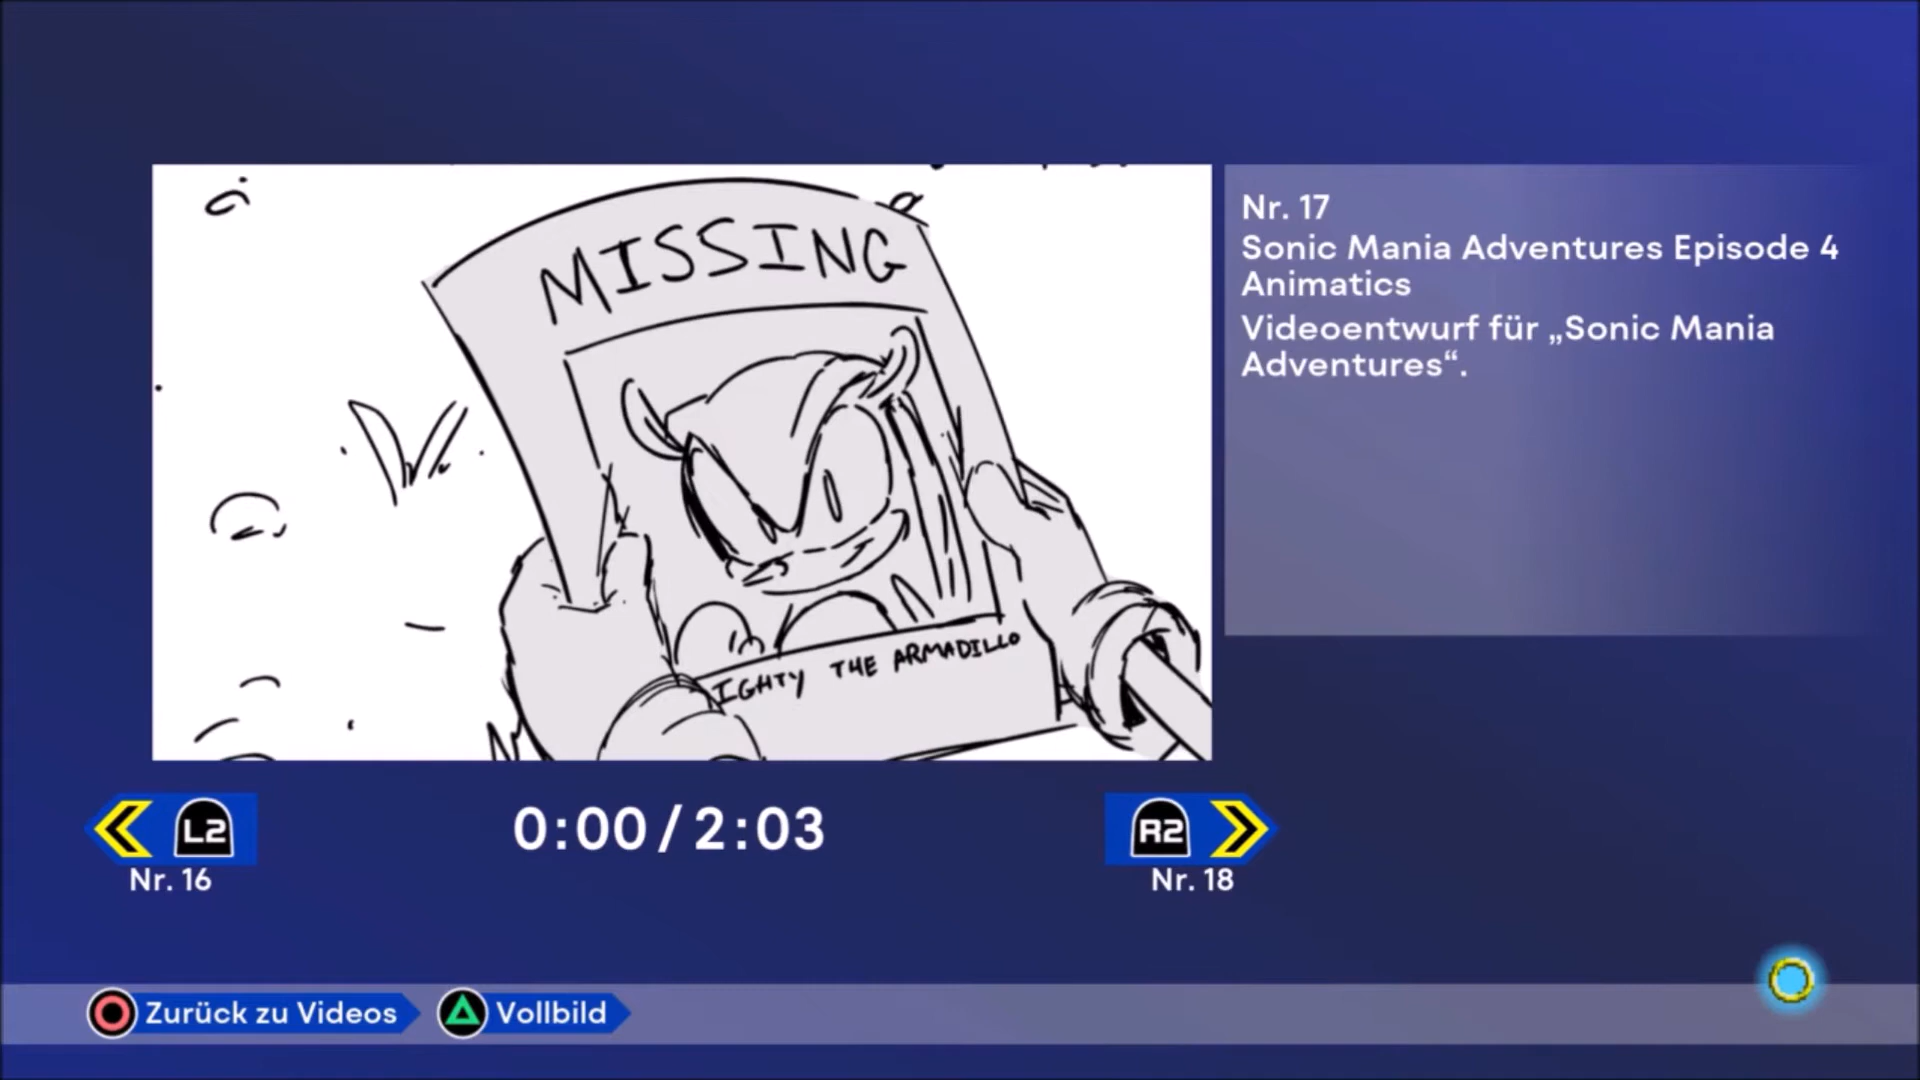 MISSING
IGHTY THE ARMADILLO
Nr. 17
Sonic Mania Adventures Episode 4
Animatics
Videoentwurf für „Sonic Mania
Adventures“.
L2
0:00/2:03
R2
Nr. 16
Nr. 18
Zurück zu Videos
Vollbild